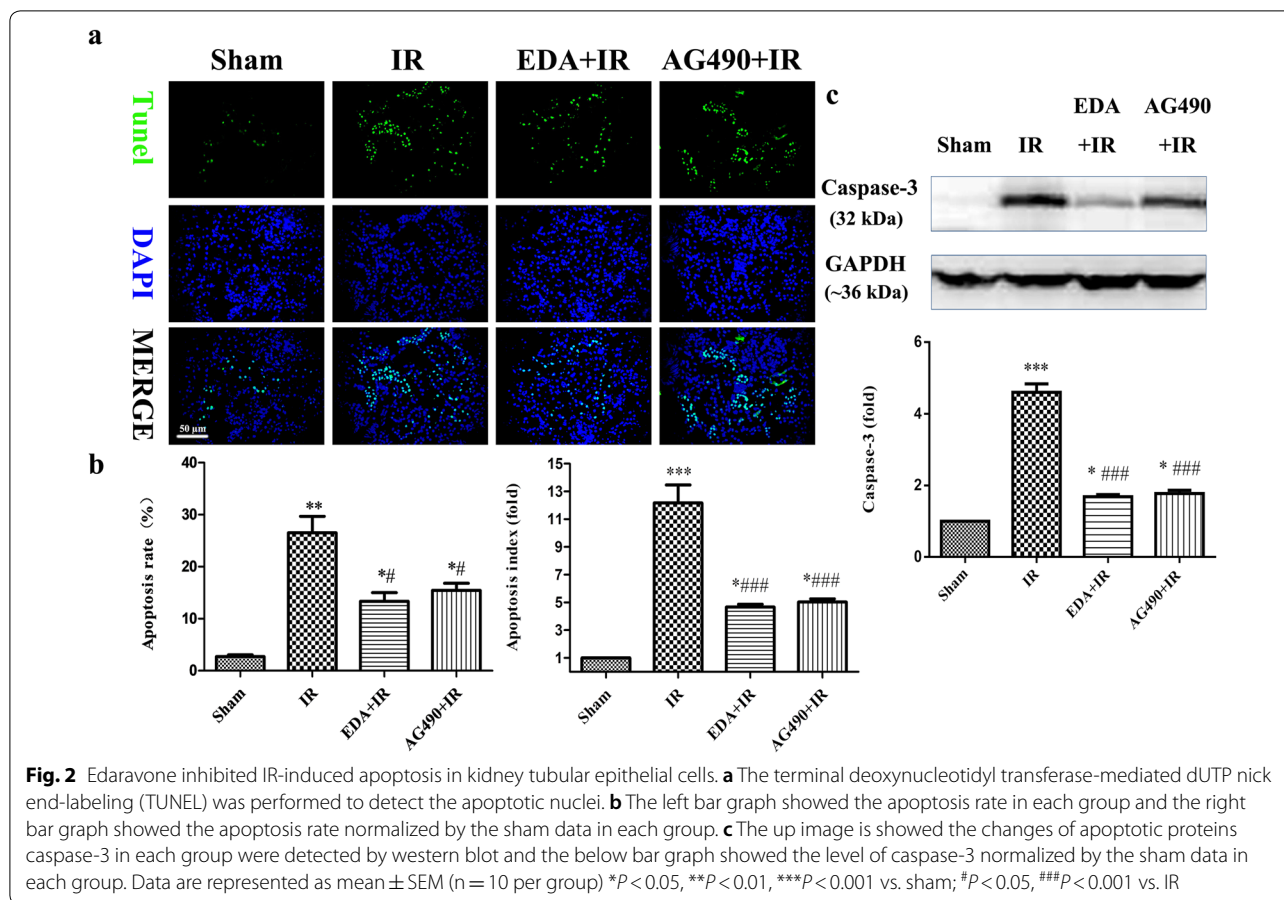 a
Sham IR EDA+IR AG490+IR
Tunel
DAPI
MERGE
50 µm
b
Apoptosis rate (%)
40
30
20
10
0
**
*#
*#
Sham
IR
EDA+IR
AG490+IR
Apoptosis index (fold)
15
13
11
9
7
5
3
1
***
*###
*###
Sham
IR
EDA+IR
AG490+IR
c
EDA AG490
Sham IR +IR +IR
Caspase-3
(32 kDa)
GAPDH
(~36 kDa)
Caspase-3 (fold)
6
4
2
0
***
* ###
* ###
Sham
IR
EDA+IR
AG490+IR
Fig. 2 Edaravone inhibited IR-induced apoptosis in kidney tubular epithelial cells. a The terminal deoxynucleotidyl transferase-mediated dUTP nick
end-labeling (TUNEL) was performed to detect the apoptotic nuclei. b The left bar graph showed the apoptosis rate in each group and the right
bar graph showed the apoptosis rate normalized by the sham data in each group. c The up image is showed the changes of apoptotic proteins
caspase-3 in each group were detected by western blot and the below bar graph showed the level of caspase-3 normalized by the sham data in
each group. Data are represented as mean ± SEM (n = 10 per group) *P < 0.05, **P < 0.01, ***P < 0.001 vs. sham; #P < 0.05, ###P < 0.001 vs. IR